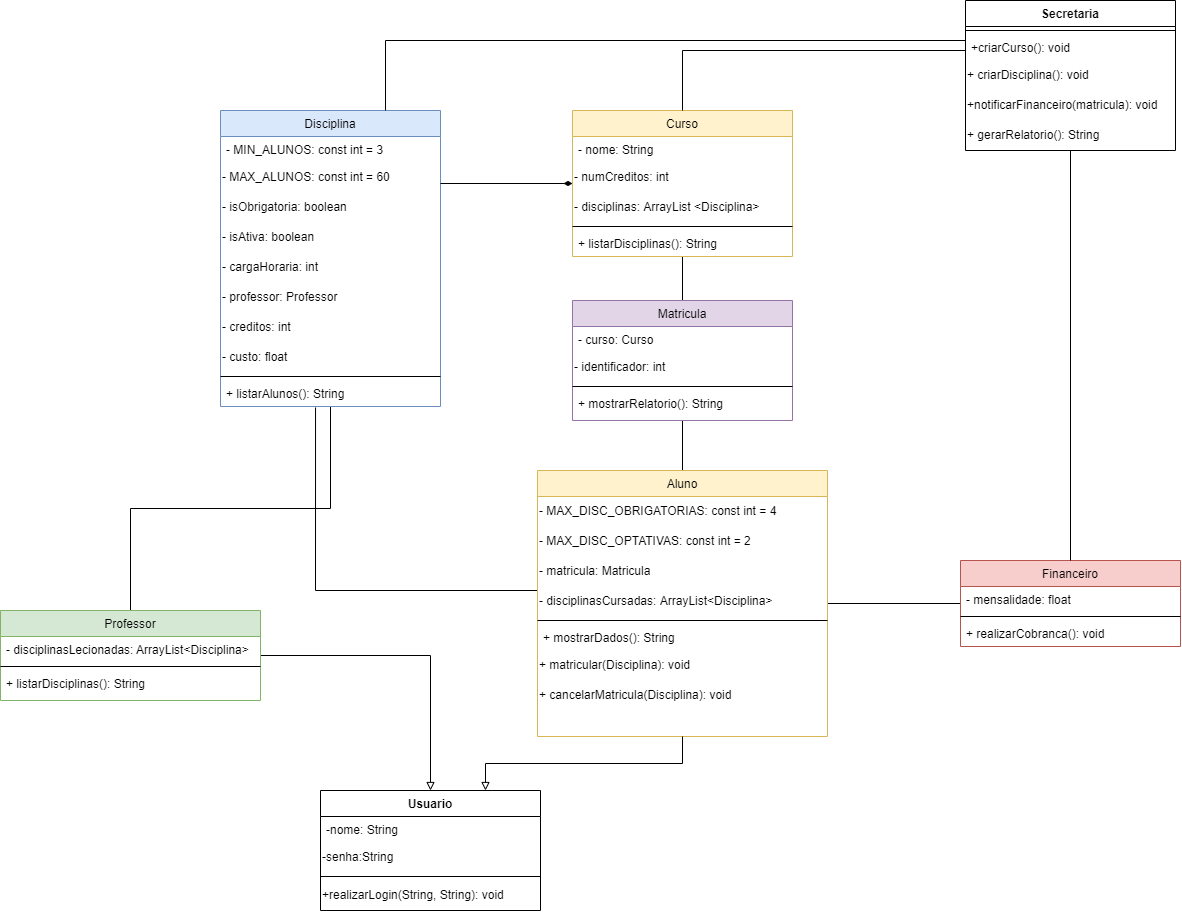 Secretaria
+criarCurso(): void
+ criarDisciplina(): void
+notificarFinanceiro(matricula): void
+ gerarRelatorio(): String
Disciplina
- MIN_ALUNOS: const int = 3
- MAX_ALUNOS: const int = 60
- isObrigatoria: boolean
- isAtiva: boolean
- cargaHoraria: int
- professor: Professor
- creditos: int
- custo: float
+ listarAlunos(): String
Curso
- nome: String
- numCreditos: int
- disciplinas: ArrayList <Disciplina>
+ listarDisciplinas(): String
Matricula
- curso: Curso
- identificador: int
+ mostrarRelatorio(): String
Aluno
- MAX_DISC_OBRIGATORIAS: const int = 4
- MAX_DISC_OPTATIVAS: const int = 2
- matricula: Matricula
- disciplinasCursadas: ArrayList<Disciplina>
+ mostrarDados(): String
+ matricular(Disciplina): void
+ cancelarMatricula(Disciplina): void
Financeiro
- mensalidade: float
+ realizarCobranca(): void
Professor
- disciplinasLecionadas: ArrayList<Disciplina>
+ listarDisciplinas(): String
Usuario
-nome: String
-senha:String
+realizarLogin(String, String): void